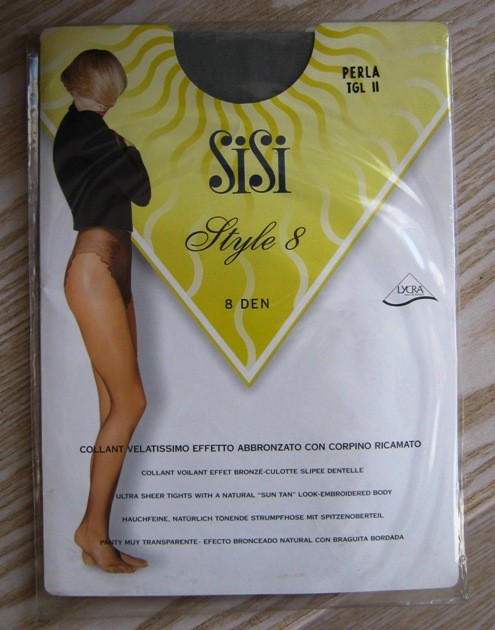 PERLA
TGL II
SiSi
Style 8
8 DEN
LYCRA
COLLANT VELATISSIMO EFFETTO ABBRONZATO CON CORPINO RICAMATO
COLLANT VOILANT EFFET BRONZÉ-CULOTTE SLIPEE DENTELLE
ULTRA SHEER TIGHTS WITH A NATURAL "SUN TAN" LOOK-EMBROIDERED BODY
HAUCHFEINE, NATÜRLICH TÖNENDE STRUMPFHOSE MIT SPITZENOBERTEIL
PANTY MUY TRANSPARENTE- EFECTO BRONCEADO NATURAL CON BRAGUITA BORDADA